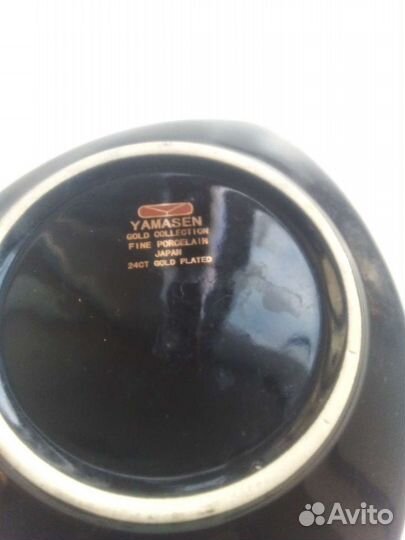 YAMASEN
GOLD COLLECTION
FINE PORCELAIN
JAPAN
24CT GOLD PLATED
Avito